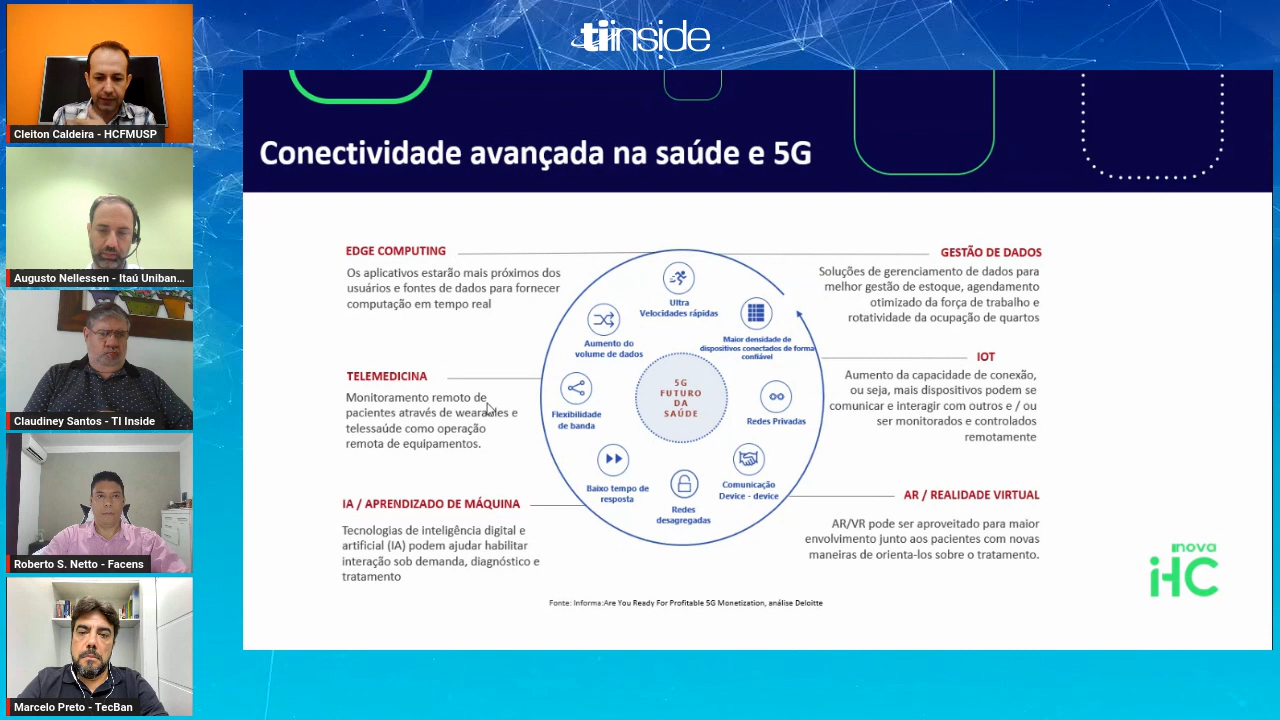 tiinside
Cleiton Caldeira - HCFMUSP
Augusto Nellessen - Itaú Uniban...
Claudiney Santos - TI Inside
Roberto S. Netto - Facens
Marcelo Preto - TecBan
Conectividade avançada na saúde e 5G
EDGE COMPUTING
Os aplicativos estarão mais próximos dos
usuários e fontes de dados para fornecer
computação em tempo real
TELEMEDICINA
Monitoramento remoto de
pacientes através de wearables e
telessaúde como operação
remota de equipamentos.
IA / APRENDIZADO DE MÁQUINA
Tecnologias de inteligência digital e
artificial (IA) podem ajudar habilitar
interação sob demanda, diagnóstico e
tratamento
Ultra
Velocidades rápidas
Aumento do
volume de dados
Maior densidade de
dispositivos conectados de forma
confiável
Flexibilidade
de banda
5G
FUTURO
DA
SAÚDE
Redes Privadas
Baixo tempo de
resposta
Redes
desagregadas
Comunicação
Device - device
GESTÃO DE DADOS
Soluções de gerenciamento de dados para
melhor gestão de estoque, agendamento
otimizado da força de trabalho e
rotatividade da ocupação de quartos
IOT
Aumento da capacidade de conexão,
ou seja, mais dispositivos podem se
comunicar e interagir com outros e / ou
ser monitorados e controlados
remotamente
AR / REALIDADE VIRTUAL
AR/VR pode ser aproveitado para maior
envolvimento junto aos pacientes com novas
maneiras de orienta-los sobre o tratamento.
Fonte: Informa:Are You Ready For Profitable 5G Monetization, análise Deloitte
inova
HC